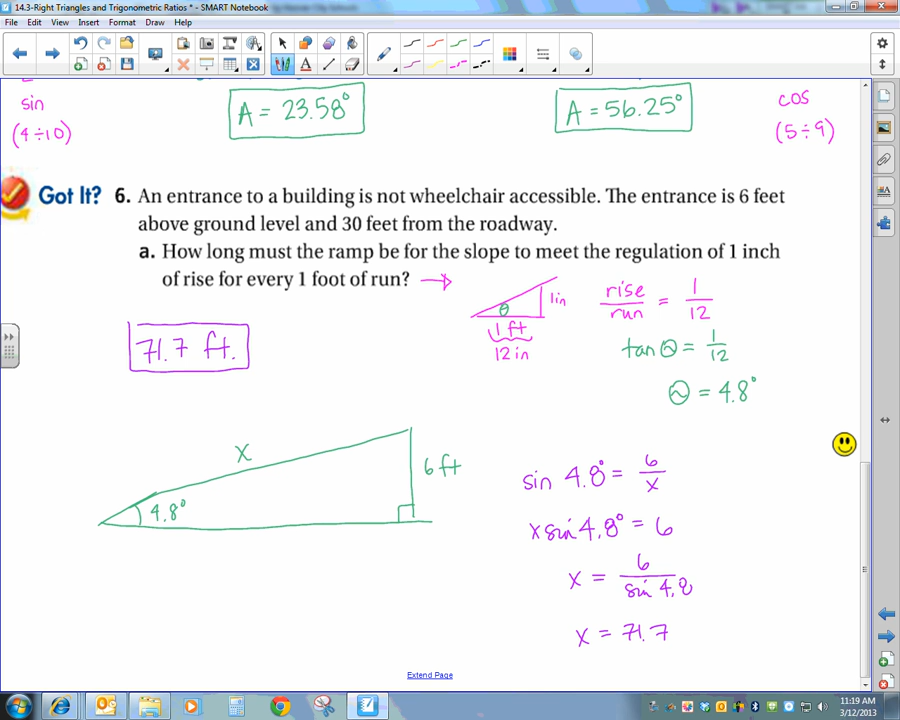 14.3-Right Triangles and Trigonometric Ratios * - SMART Notebook
File Edit View Insert Format Draw Help
sin
(4÷10)
A = 23.58°
A = 56.25°
cos
(5÷9)
Got It? 6. An entrance to a building is not wheelchair accessible. The entrance is 6 feet
above ground level and 30 feet from the roadway.
a. How long must the ramp be for the slope to meet the regulation of 1 inch
of rise for every 1 foot of run? →
θ
1in
1 ft
12 in
rise/run = 1/12
tan θ = 1/12
θ = 4.8°
71.7 ft.
x
6 ft
4.8°
sin 4.8° = 6/x
x sin 4.8° = 6
x = 6/sin 4.8
x = 71.7
Extend Page
11:19 AM
3/12/2013